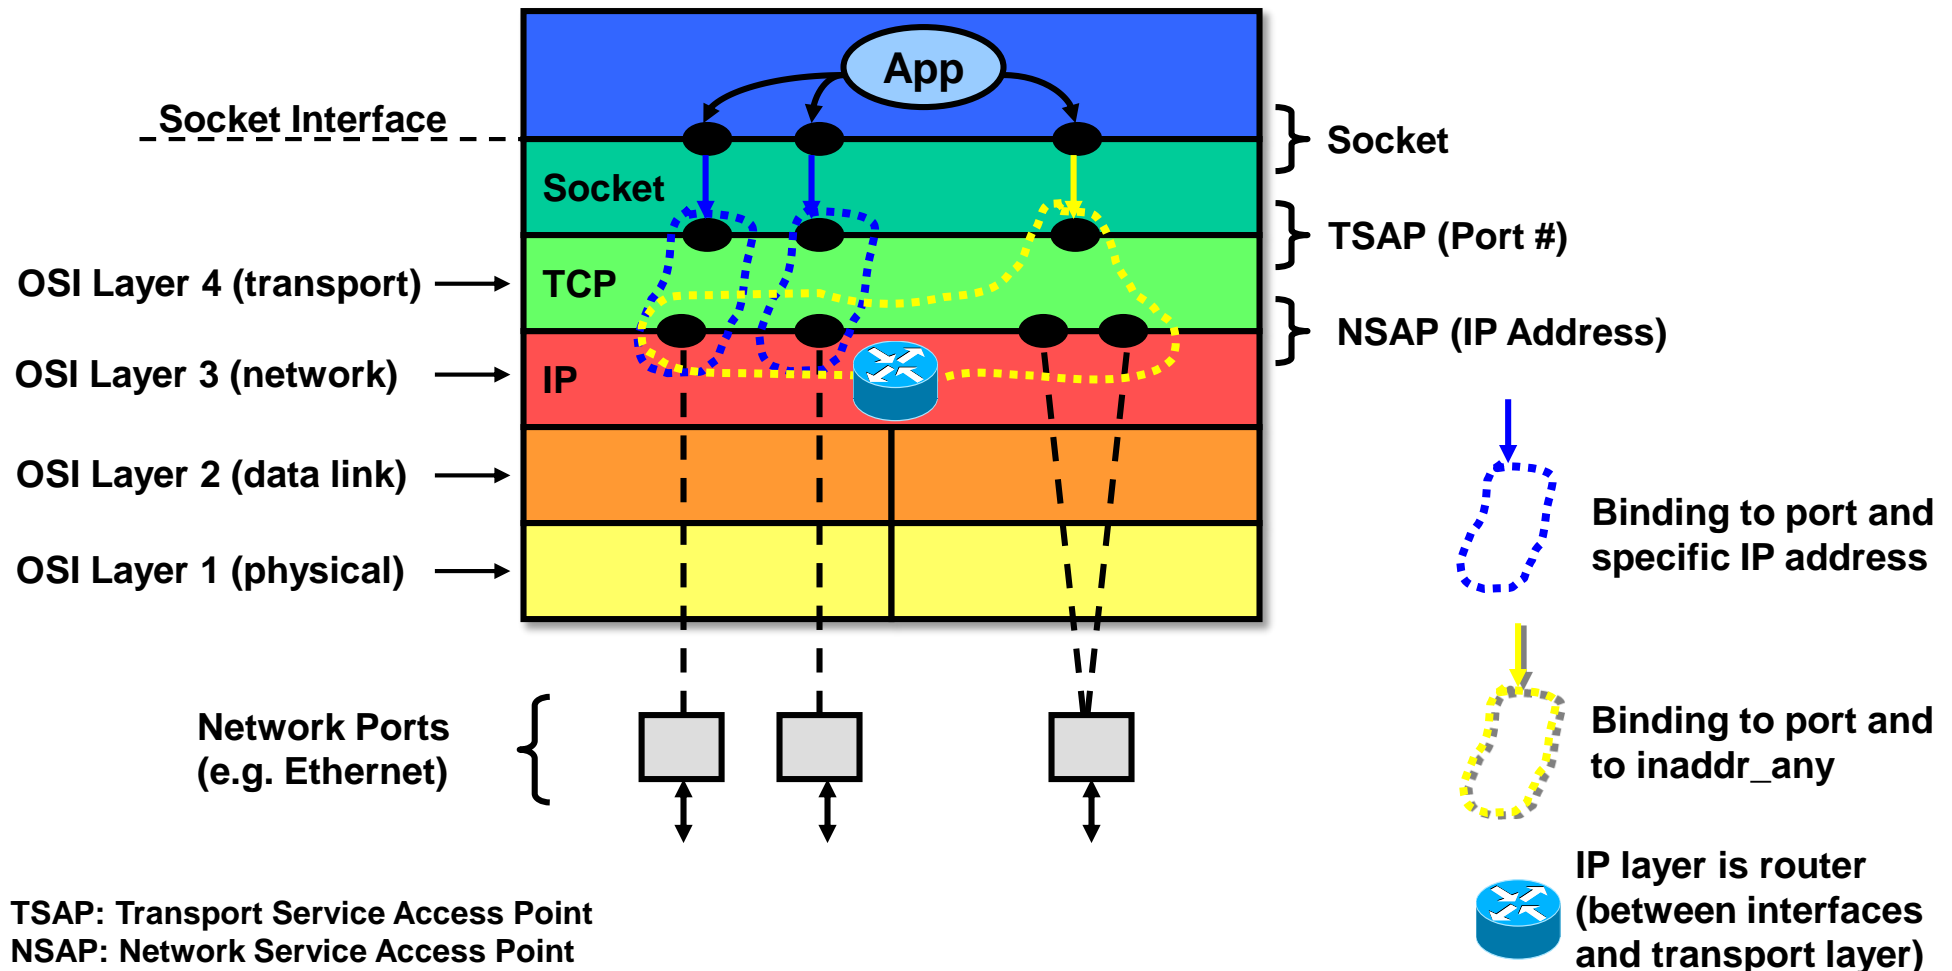 App
Socket Interface
Socket
Socket
TSAP (Port #)
OSI Layer 4 (transport)
TCP
NSAP (IP Address)
OSI Layer 3 (network)
IP
OSI Layer 2 (data link)
Binding to port and
specific IP address
OSI Layer 1 (physical)
Network Ports
(e.g. Ethernet)
Binding to port and
to inaddr_any
IP layer is router
(between interfaces
and transport layer)
TSAP: Transport Service Access Point
NSAP: Network Service Access Point